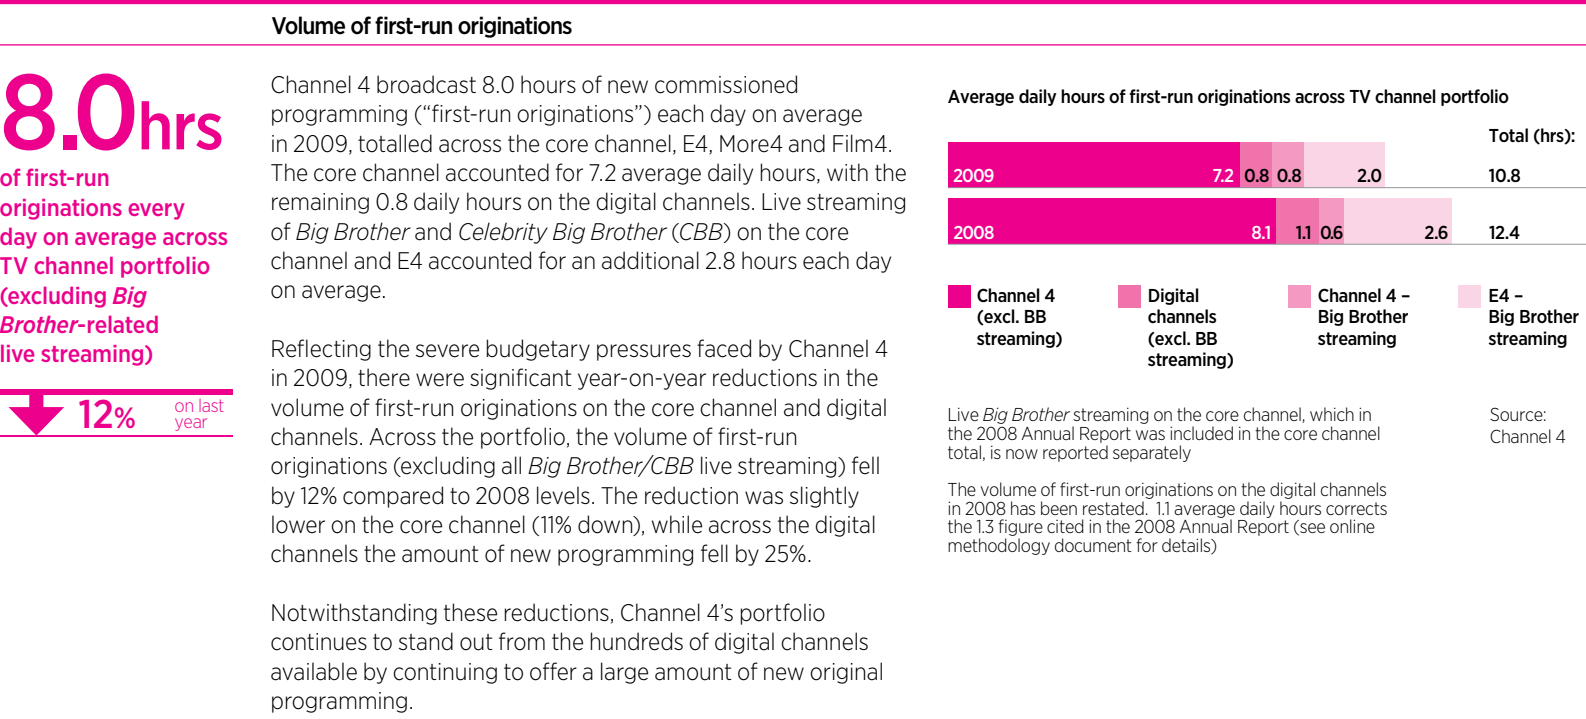 Volume of first-run originations
8.0hrs
of first-run
originations every
day on average across
TV channel portfolio
(excluding Big
Brother-related
live streaming)
12%
on last
year
Channel 4 broadcast 8.0 hours of new commissioned
programming (“first-run originations”) each day on average
in 2009, totalled across the core channel, E4, More4 and Film4.
The core channel accounted for 7.2 average daily hours, with the
remaining 0.8 daily hours on the digital channels. Live streaming
of Big Brother and Celebrity Big Brother (CBB) on the core
channel and E4 accounted for an additional 2.8 hours each day
on average.
Reflecting the severe budgetary pressures faced by Channel 4
in 2009, there were significant year-on-year reductions in the
volume of first-run originations on the core channel and digital
channels. Across the portfolio, the volume of first-run
originations (excluding all Big Brother/CBB live streaming) fell
by 12% compared to 2008 levels. The reduction was slightly
lower on the core channel (11% down), while across the digital
channels the amount of new programming fell by 25%.
Notwithstanding these reductions, Channel 4’s portfolio
continues to stand out from the hundreds of digital channels
available by continuing to offer a large amount of new original
programming.
Average daily hours of first-run originations across TV channel portfolio
Total (hrs):
2009 7.2 0.8 0.8 2.0 10.8
2008 8.1 1.1 0.6 2.6 12.4
Channel 4
(excl. BB
streaming)
Digital
channels
(excl. BB
streaming)
Channel 4 –
Big Brother
streaming
E4 –
Big Brother
streaming
Live Big Brother streaming on the core channel, which in
the 2008 Annual Report was included in the core channel
total, is now reported separately
The volume of first-run originations on the digital channels
in 2008 has been restated. 1.1 average daily hours corrects
the 1.3 figure cited in the 2008 Annual Report (see online
methodology document for details)
Source:
Channel 4